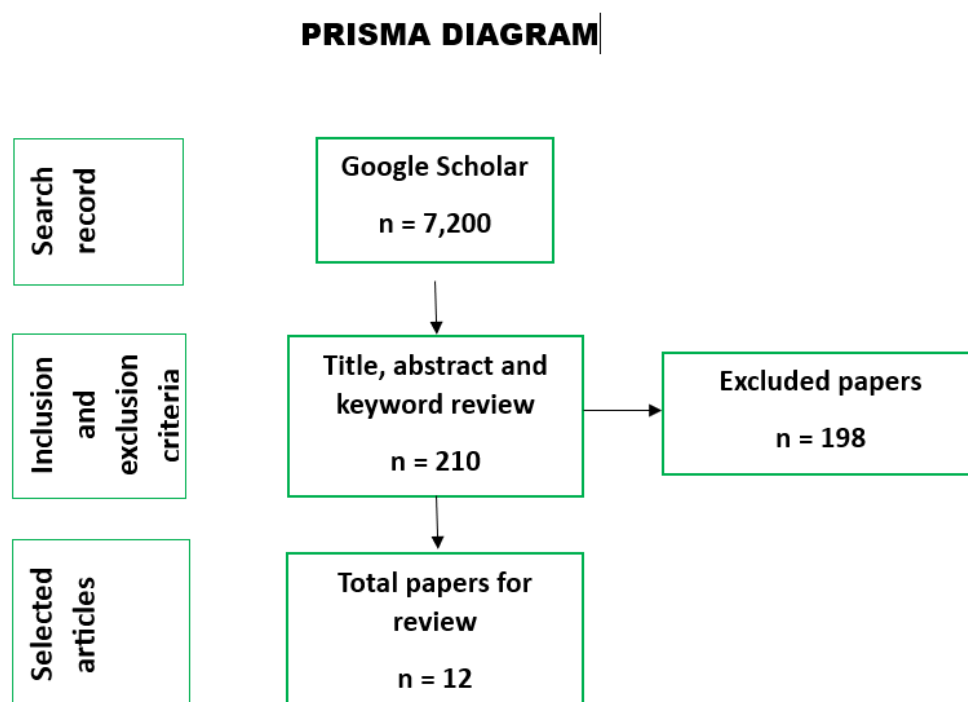 PRISMA DIAGRAM
Search
record
Google Scholar
n = 7,200
Inclusion
and
exclusion
criteria
Title, abstract and
keyword review
n = 210
Excluded papers
n = 198
Selected
articles
Total papers for
review
n = 12